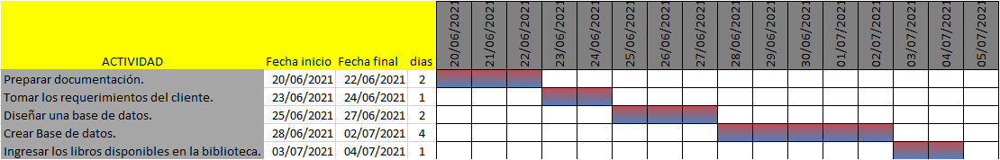 ACTIVIDAD Fecha inicio Fecha final dias 20/06/2021 21/06/2021 22/06/2021 23/06/2021 24/06/2021 25/06/2021 26/06/2021 27/06/2021 28/06/2021 29/06/2021 30/06/2021 01/07/2021 02/07/2021 03/07/2021 04/07/2021 05/07/2021
Preparar documentación. 20/06/2021 22/06/2021 2
Tomar los requerimientos del cliente. 23/06/2021 24/06/2021 1
Diseñar una base de datos. 25/06/2021 27/06/2021 2
Crear Base de datos. 28/06/2021 02/07/2021 4
Ingresar los libros disponibles en la biblioteca. 03/07/2021 04/07/2021 1